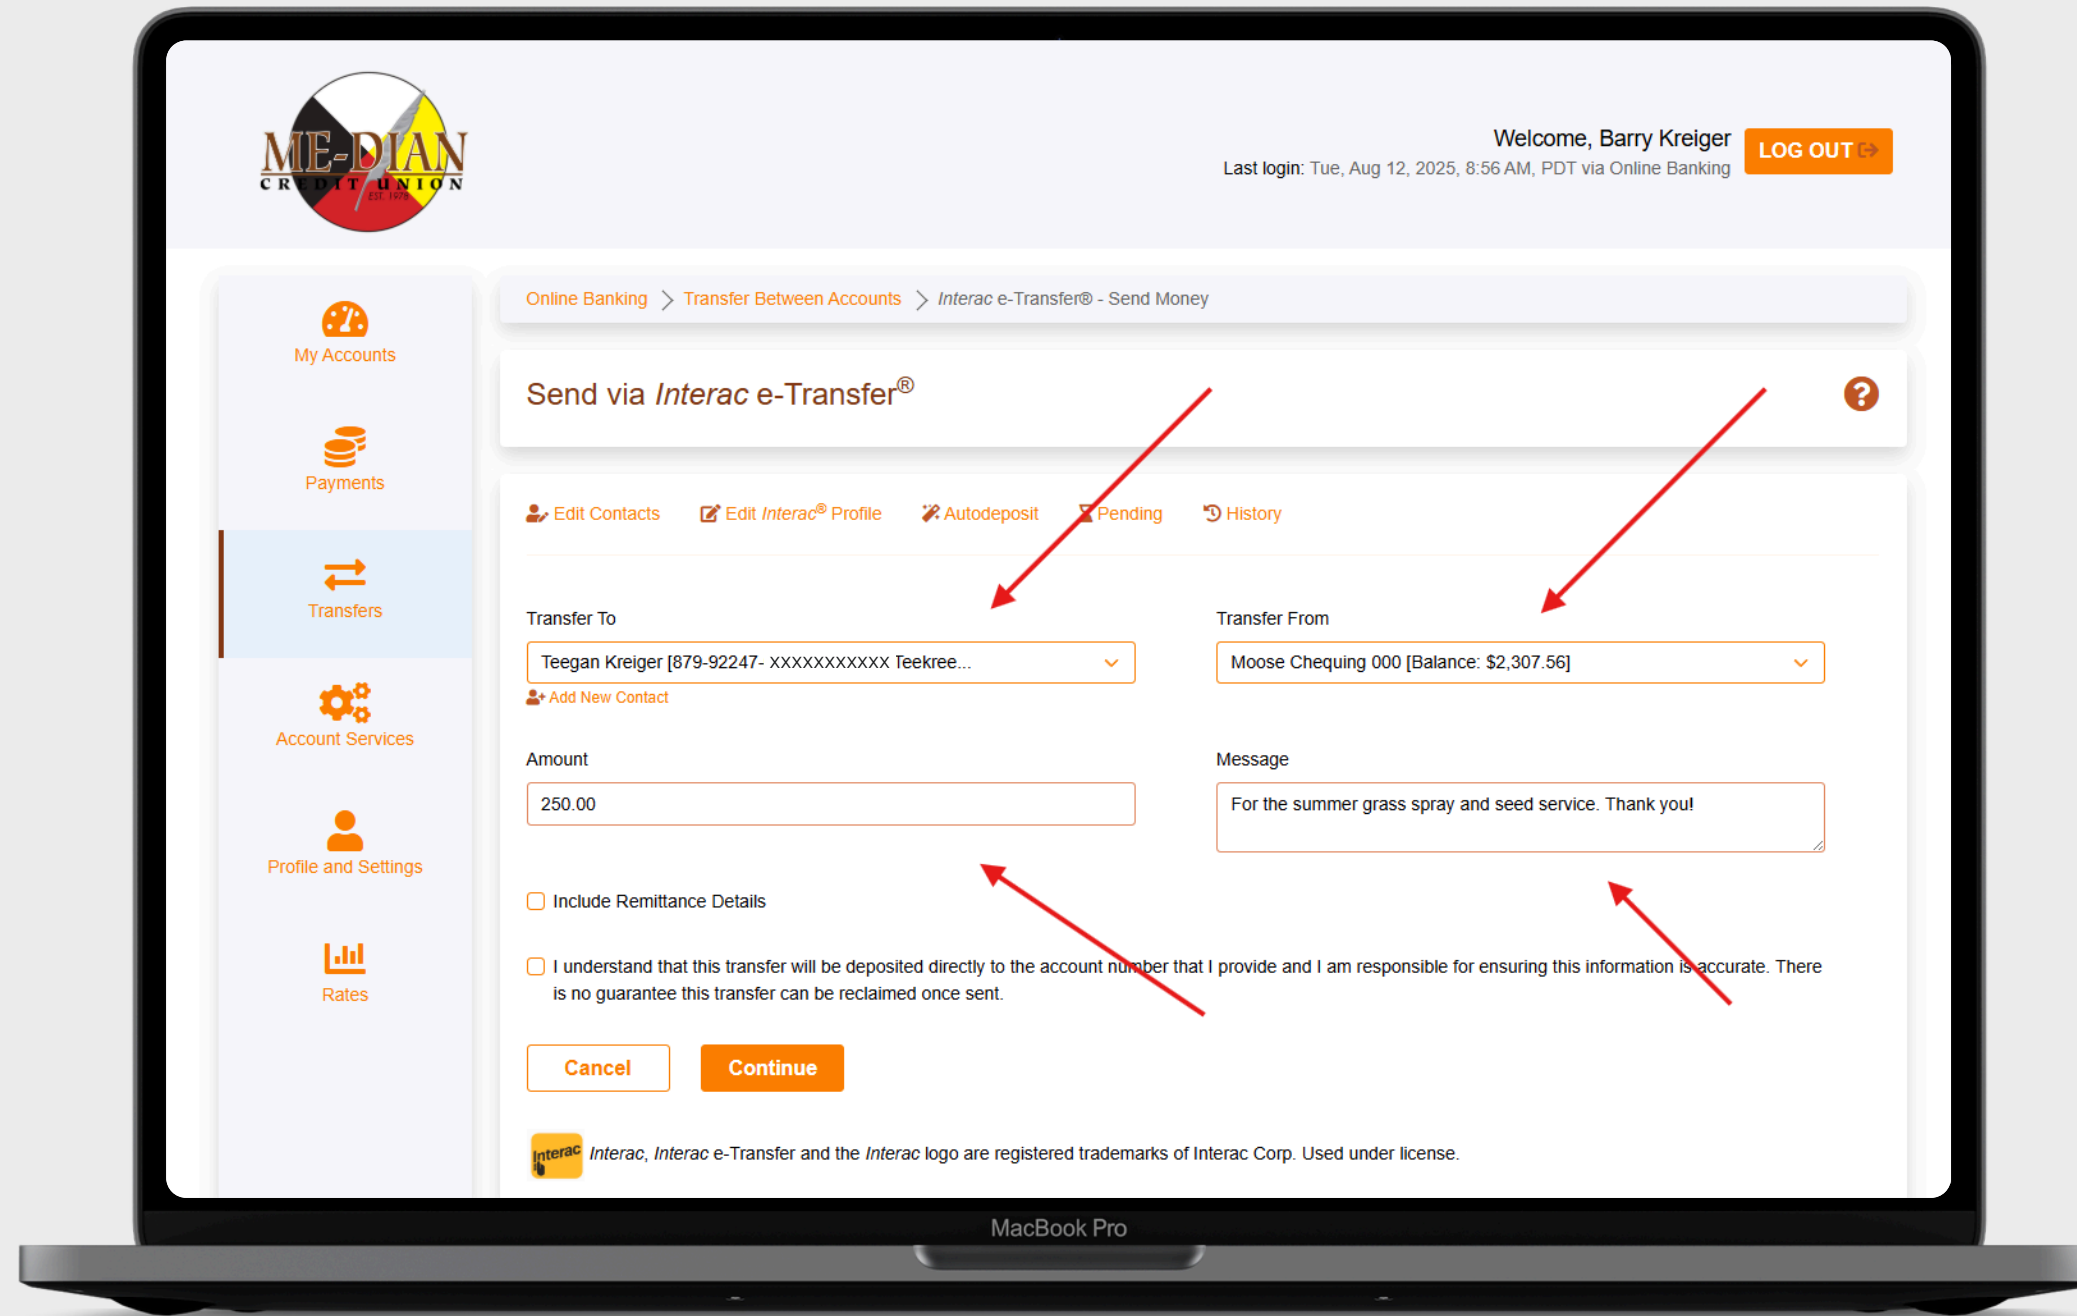 ME-DIAN
CREDIT UNION
EST. 1978
Welcome, Barry Kreiger
Last login: Tue, Aug 12, 2025, 8:56 AM, PDT via Online Banking
LOG OUT
My Accounts
Payments
Transfers
Account Services
Profile and Settings
Rates
Online Banking > Transfer Between Accounts > Interac e-Transfer® - Send Money
Send via Interac e-Transfer®
?
Edit Contacts Edit Interac® Profile Autodeposit Pending History
Transfer To
Teegan Kreiger [879-92247- XXXXXXXXXXX Teekree...
Add New Contact
Transfer From
Moose Chequing 000 [Balance: $2,307.56]
Amount
250.00
Message
For the summer grass spray and seed service. Thank you!
Include Remittance Details
I understand that this transfer will be deposited directly to the account number that I provide and I am responsible for ensuring this information is accurate. There
is no guarantee this transfer can be reclaimed once sent.
Cancel Continue
Interac
Interac, Interac e-Transfer and the Interac logo are registered trademarks of Interac Corp. Used under license.
MacBook Pro